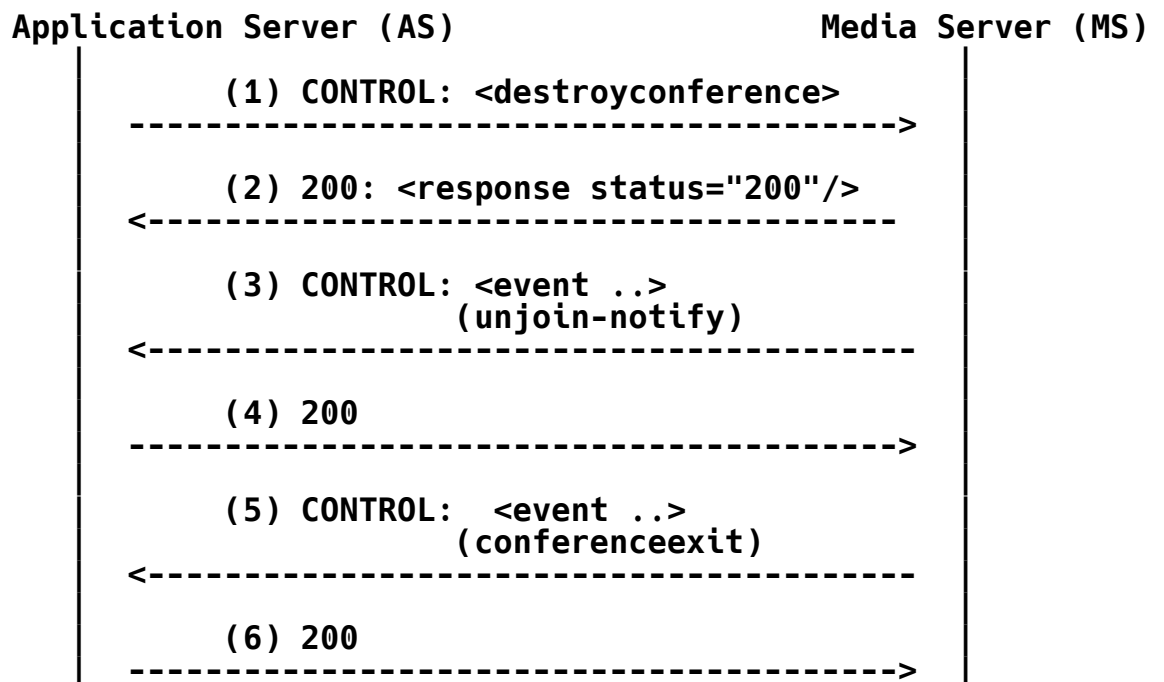 Application Server (AS) Media Server (MS)
(1) CONTROL: <destroyconference>
(2) 200: <response status="200"/>
(3) CONTROL: <event ..>
(unjoin-notify)
(4) 200
(5) CONTROL: <event ..>
(conferenceexit)
(6) 200